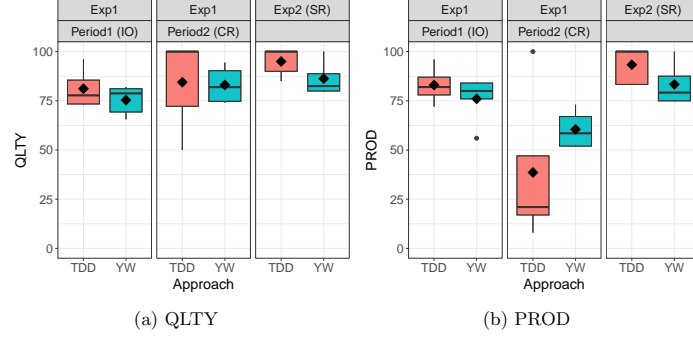 Exp1 Exp1 Exp2 (SR)
Period1 (IO) Period2 (CR)
100
75
50
25
0
QLTY
TDD YW TDD YW TDD YW
Approach
(a) QLTY
Exp1 Exp1 Exp2 (SR)
Period1 (IO) Period2 (CR)
100
75
50
25
0
PROD
TDD YW TDD YW TDD YW
Approach
(b) PROD